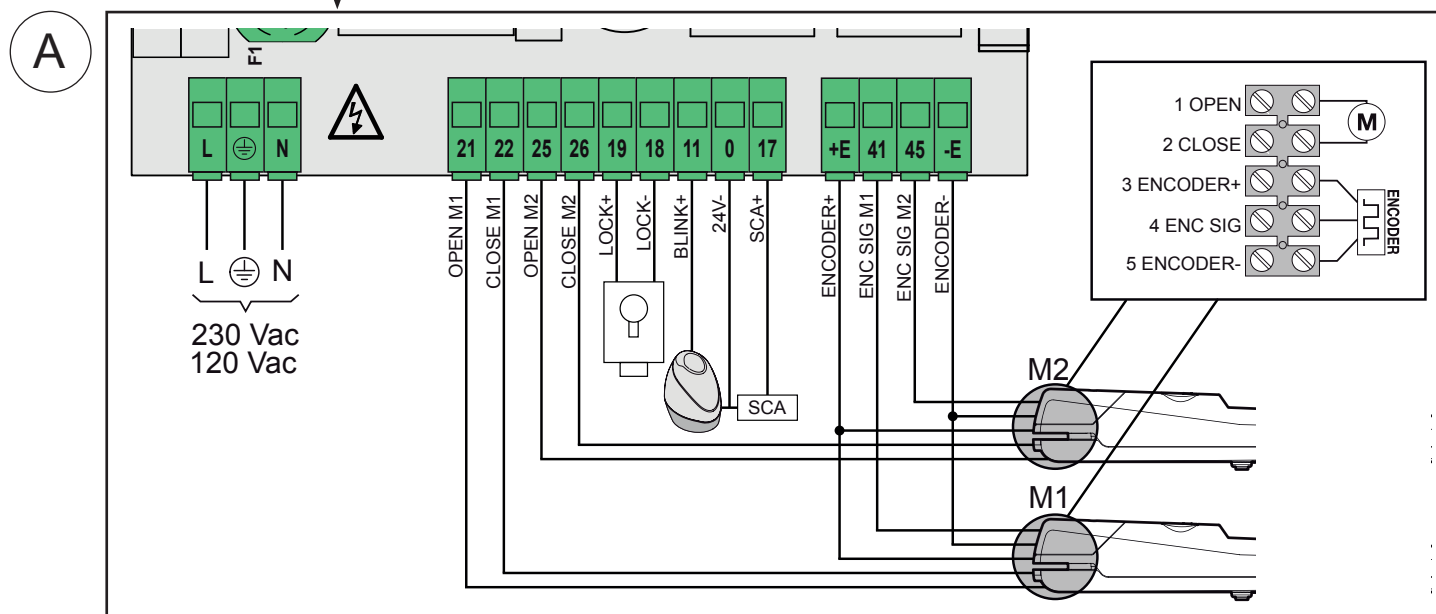 A
F1
L N
21 22 25 26 19 18 11 0 17
+E 41 45 -E
OPEN M1
CLOSE M1
OPEN M2
CLOSE M2
LOCK+
LOCK-
BLINK+
24V-
SCA+
ENCODER+
ENC SIG M1
ENC SIG M2
ENCODER-
L N
230 Vac
120 Vac
SCA
1 OPEN
2 CLOSE
3 ENCODER+
4 ENC SIG
5 ENCODER-
M
ENCODER
M2
M1